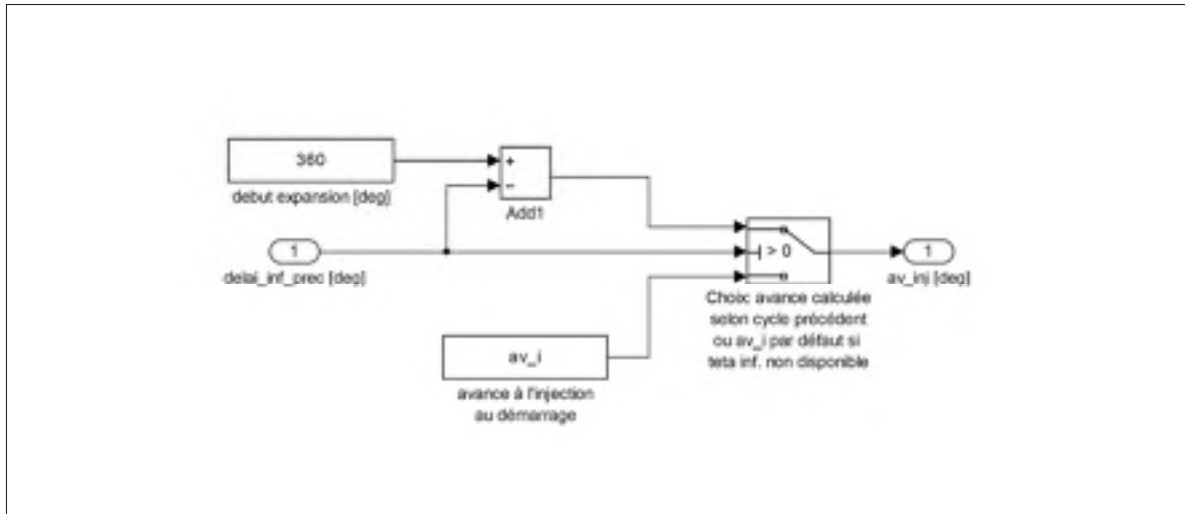 360
debut expansion [deg]
+
−
Add1
1
delai_inf_prec [deg]
> 0
1
av_inj [deg]
Choix: avance calculée
selon cycle précédent
ou av_i par défaut si
teta inf. non disponible
av_i
avance à l'injection
au démarrage